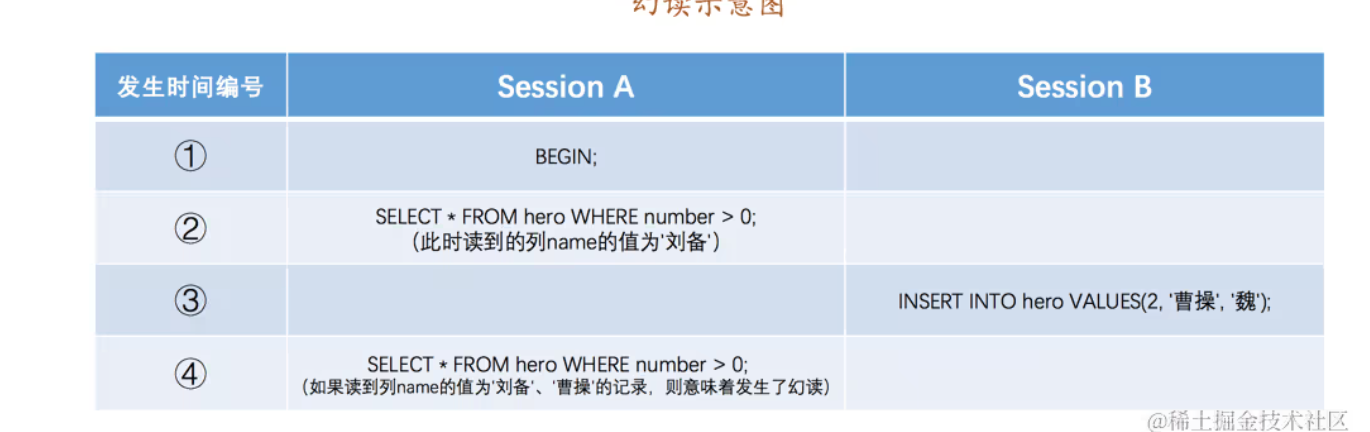 幻读示意图
发生时间编号 Session A Session B
① BEGIN;
② SELECT * FROM hero WHERE number > 0;
（此时读到的列name的值为'刘备'）
③ INSERT INTO hero VALUES(2, '曹操', '魏');
④ SELECT * FROM hero WHERE number > 0;
（如果读到列name的值为'刘备'、'曹操'的记录，则意味着发生了幻读）
@稀土掘金技术社区